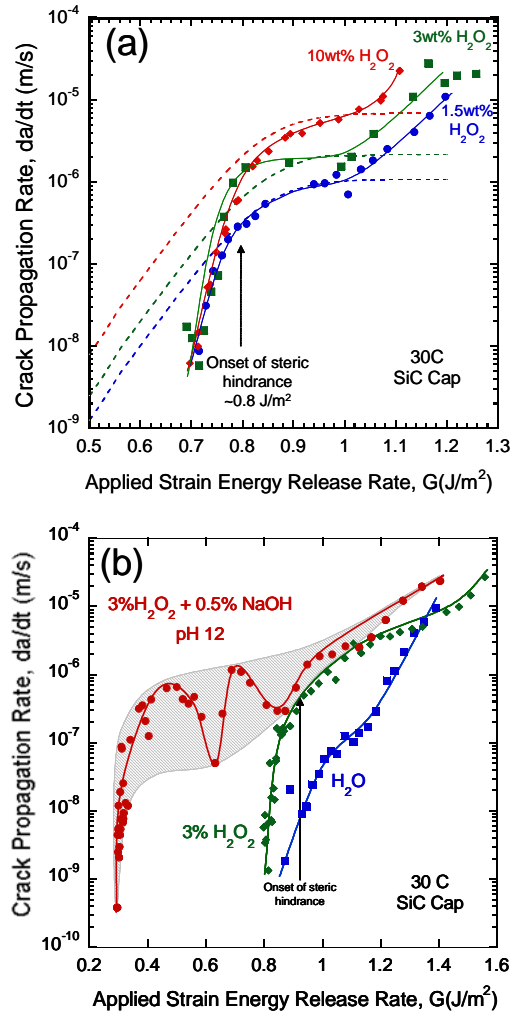 (a)
10wt% H₂O₂
3wt% H₂O₂
1.5wt%
H₂O₂
Crack Propagation Rate, da/dt (m/s)
10⁻⁴
10⁻⁵
10⁻⁶
10⁻⁷
10⁻⁸
10⁻⁹
Onset of steric
hindrance
~0.8 J/m²
30C
SiC Cap
0.5 0.6 0.7 0.8 0.9 1 1.1 1.2 1.3
Applied Strain Energy Release Rate, G(J/m²)
(b)
3%H₂O₂ + 0.5% NaOH
pH 12
Crack Propagation Rate, da/dt (m/s)
10⁻⁴
10⁻⁵
10⁻⁶
10⁻⁷
10⁻⁸
10⁻⁹
10⁻¹⁰
H₂O
3% H₂O₂
Onset of steric
hindrance
30 C
SiC Cap
0.2 0.4 0.6 0.8 1.0 1.2 1.4 1.6
Applied Strain Energy Release Rate, G(J/m²)